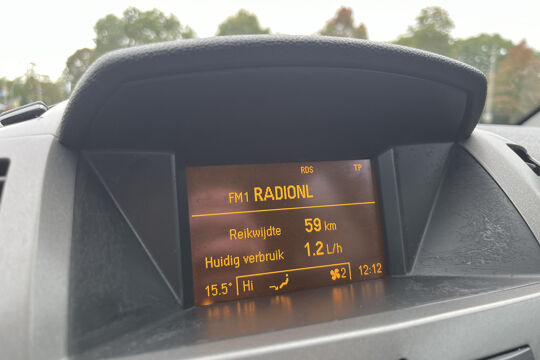 RDS TP
FM1 RADIONL
Reikwijdte 59 km
Huidig verbruik 1.2 L/h
15.5° Hi 2 12:12